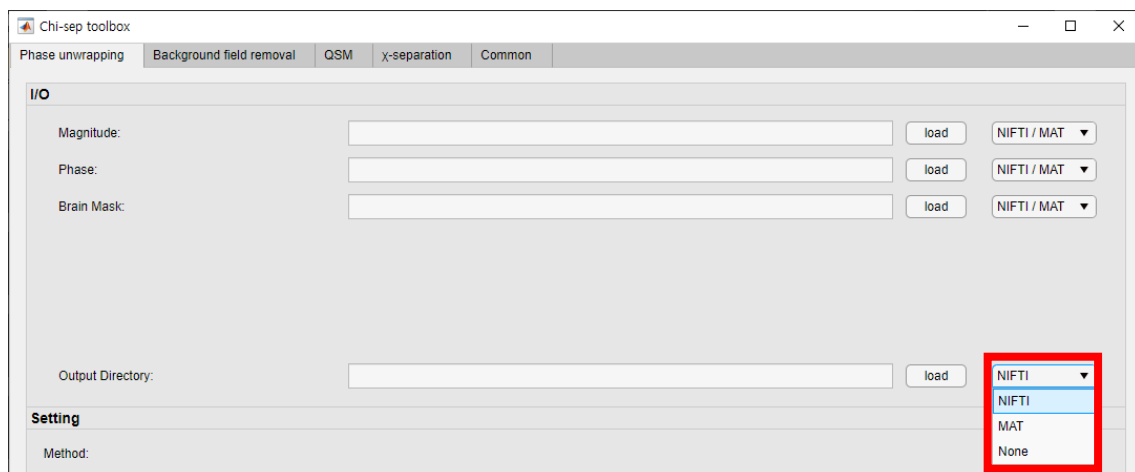 Chi-sep toolbox
Phase unwrapping Background field removal QSM χ-separation Common
I/O
Magnitude: load NIFTI / MAT
Phase: load NIFTI / MAT
Brain Mask: load NIFTI / MAT
Output Directory: load NIFTI
NIFTI
Setting
MAT
Method:
None